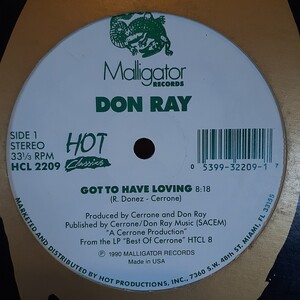 Malligator
RECORDS
DON RAY
SIDE 1
STEREO
33⅓ RPM
HCL 2209
HOT
Classics
0 5399-32209-1 7
GOT TO HAVE LOVING 8:18
(R. Donez - Cerrone)
Produced by Cerrone and Don Ray
Published by Cerrone/Don Ray Music (SACEM)
"A Cerrone Production"
From the LP "Best Of Cerrone" HTCL 8
Ⓟ 1990 MALLIGATOR RECORDS
Made in USA
MARKETED AND DISTRIBUTED BY HOT PRODUCTIONS, INC., 7360 S.W. 48th ST. MIAMI, FL 33155